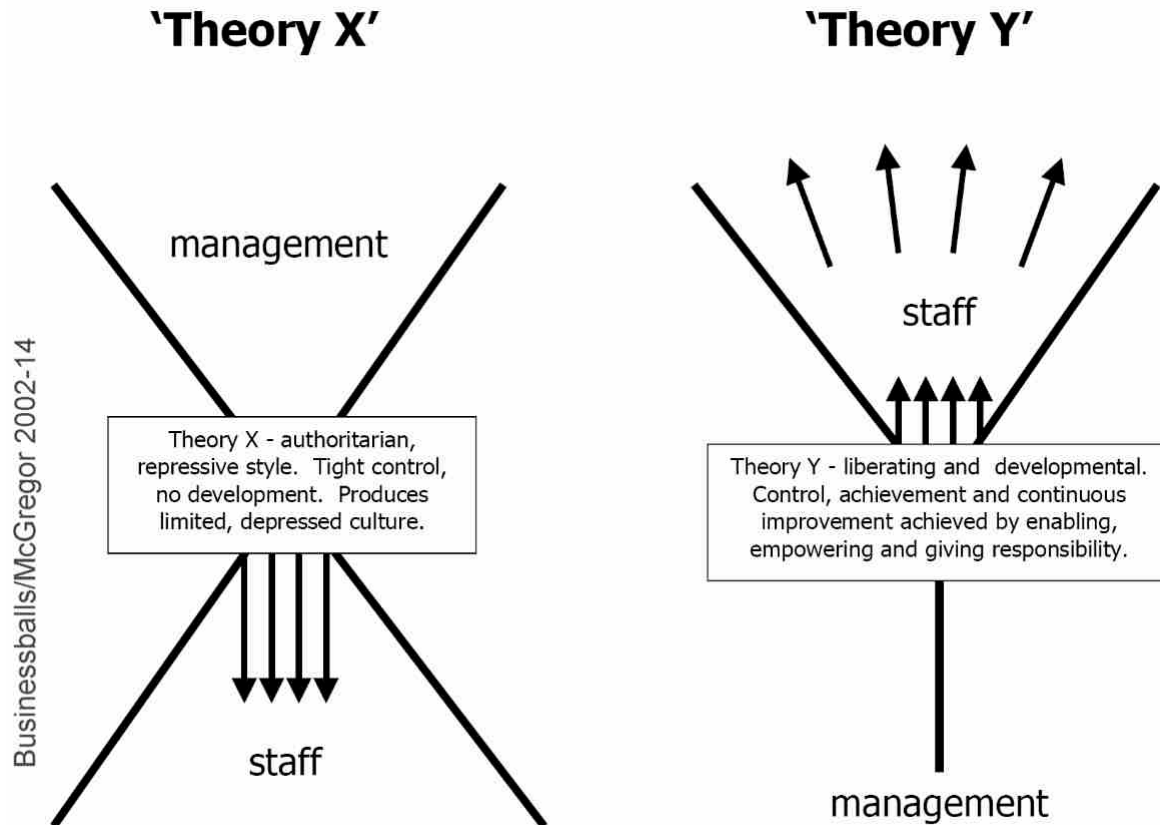 ‘Theory X’
management
Theory X - authoritarian,
repressive style.  Tight control,
no development.  Produces
limited, depressed culture.
staff
‘Theory Y’
staff
Theory Y - liberating and  developmental.
Control, achievement and continuous
improvement achieved by enabling,
empowering and giving responsibility.
management
Businessballs/McGregor 2002-14